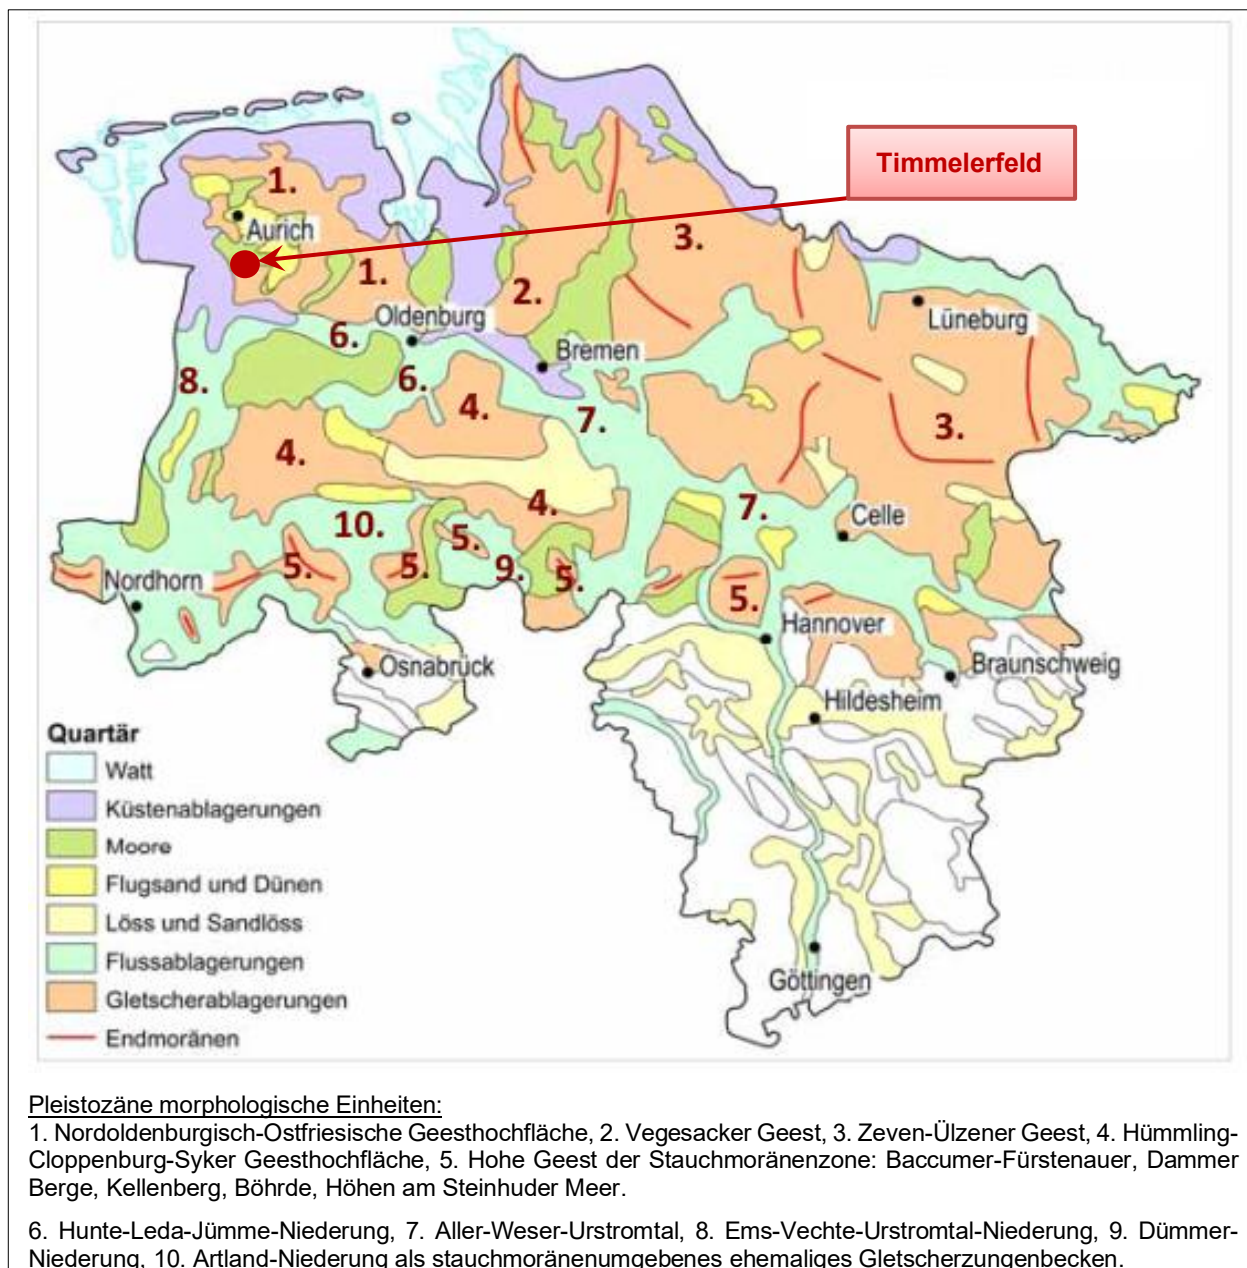 Timmelerfeld
1.
Aurich
3.
1.
2.
Oldenburg
Lüneburg
6.
Bremen
8.
6.
4.
7.
3.
4.
4.
7.
Celle
10.
5.
9.
5.
5.
5.
5.
Nordhorn
Hannover
Osnabrück
Braunschweig
Hildesheim
Göttingen
Quartär
Watt
Küstenablagerungen
Moore
Flugsand und Dünen
Löss und Sandlöss
Flussablagerungen
Gletscherablagerungen
Endmoränen
Pleistozäne morphologische Einheiten:
1. Nordoldenburgisch-Ostfriesische Geesthochfläche, 2. Vegesacker Geest, 3. Zeven-Ülzener Geest, 4. Hümmling-
Cloppenburg-Syker Geesthochfläche, 5. Hohe Geest der Stauchmoränenzone: Baccumer-Fürstenauer, Dammer
Berge, Kellenberg, Böhrde, Höhen am Steinhuder Meer.
6. Hunte-Leda-Jümme-Niederung, 7. Aller-Weser-Urstromtal, 8. Ems-Vechte-Urstromtal-Niederung, 9. Dümmer-
Niederung, 10. Artland-Niederung als stauchmoränenumgebenes ehemaliges Gletscherzungenbecken.